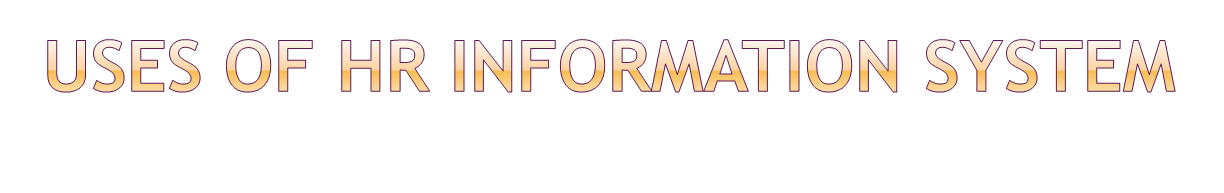 USES OF HR INFORMATION SYSTEM